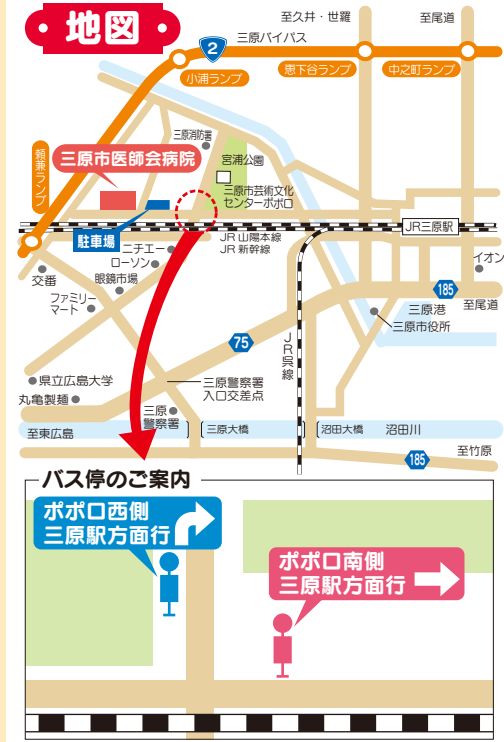 地図
至久井・世羅
至尾道
2
三原バイパス
小浦ランプ
恵下谷ランプ
中之町ランプ
頼兼ランプ
三原消防署
三原市医師会病院
宮浦公園
三原市芸術文化
センターポポロ
駐車場
JR三原駅
ニチエー
ローソン
眼鏡市場
JR山陽本線
JR新幹線
交番
ファミリー
マート
イオン
185
至尾道
三原港
三原市役所
75
JR呉線
県立広島大学
丸亀製麺
三原警察署
入口交差点
三原
警察署
至東広島
三原大橋
沼田大橋
沼田川
185
至竹原
バス停のご案内
ポポロ西側
三原駅方面行
ポポロ南側
三原駅方面行